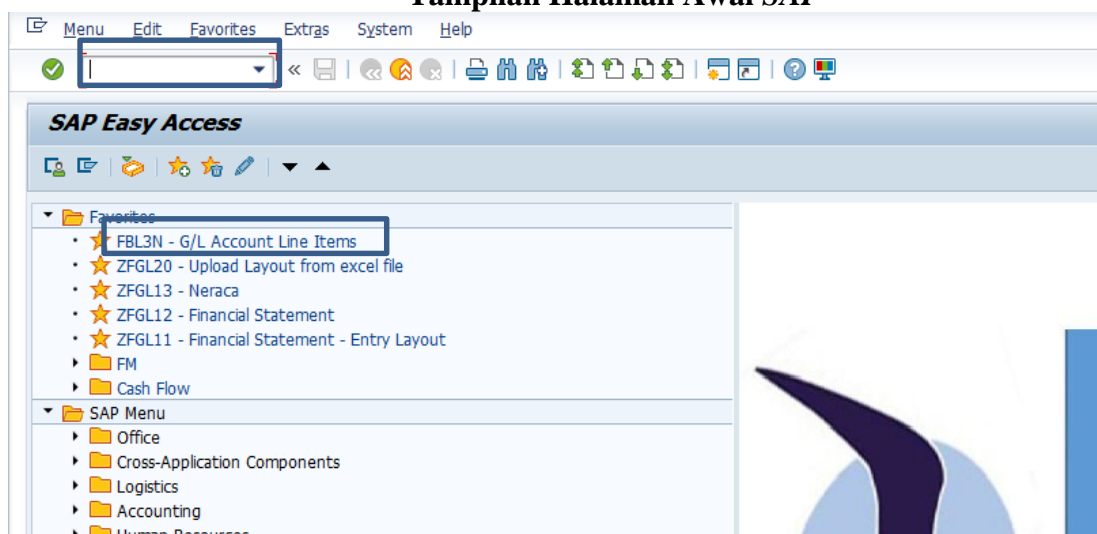 Tampilan Halaman Awal SAP
Menu Edit Favorites Extras System Help
SAP Easy Access
Favorites
FBL3N - G/L Account Line Items
ZFGL20 - Upload Layout from excel file
ZFGL13 - Neraca
ZFGL12 - Financial Statement
ZFGL11 - Financial Statement - Entry Layout
FM
Cash Flow
SAP Menu
Office
Cross-Application Components
Logistics
Accounting
Human Resources